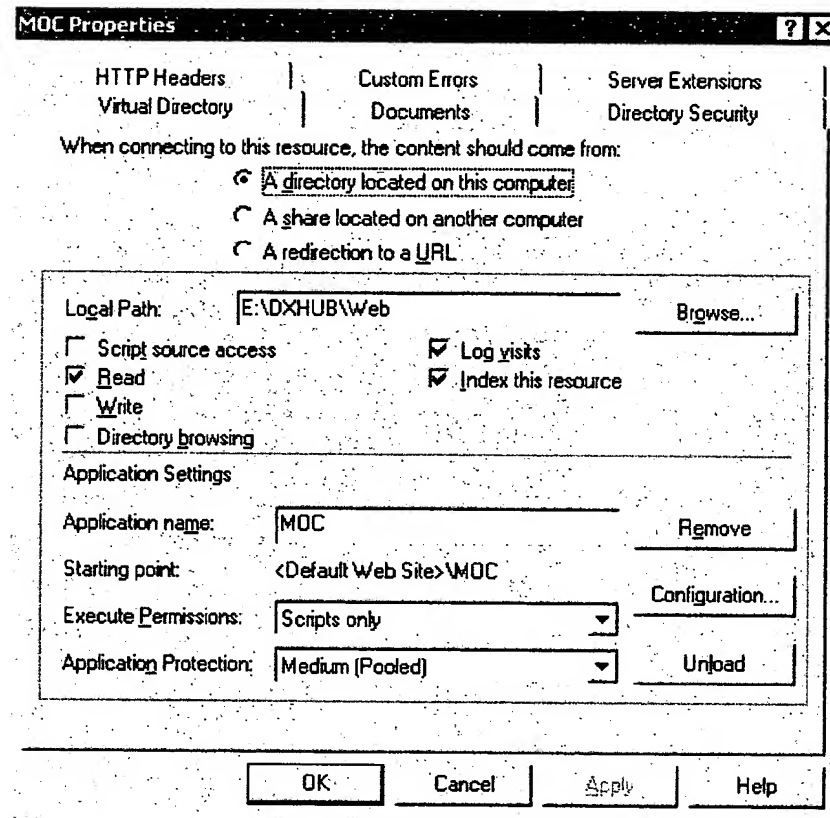 MOC Properties
HTTP Headers Custom Errors Server Extensions
Virtual Directory Documents Directory Security
When connecting to this resource, the content should come from:
A directory located on this computer
A share located on another computer
A redirection to a URL
Local Path: E:\DXHUB\Web Browse...
Script source access Log visits
Read Index this resource
Write
Directory browsing
Application Settings
Application name: MOC Remove
Starting point: <Default Web Site>\MOC
Configuration...
Execute Permissions: Scripts only
Application Protection: Medium (Pooled) Unload
OK Cancel Apply Help